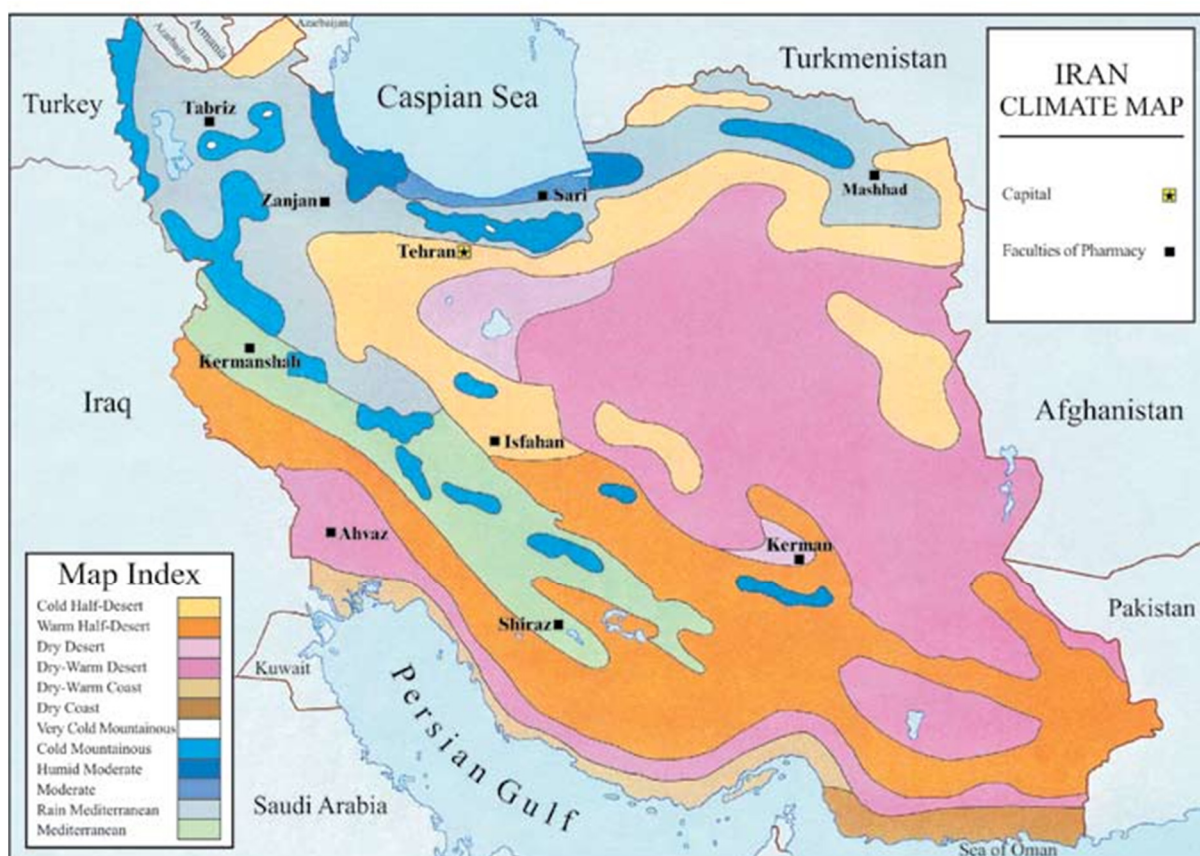 Azerbaijan
Armania
Azarbaijan
Turkey
Caspian Sea
Turkmenistan
Tabriz
Zanjan
Sari
Mashhad
Tehran
Kermanshah
Iraq
Isfahan
Afghanistan
Ahvaz
Kerman
Shiraz
Pakistan
Kuwait
Persian Gulf
Saudi Arabia
Sea of Oman
IRAN
CLIMATE MAP
Capital
Faculties of Pharmacy
Map Index
Cold Half-Desert
Warm Half-Desert
Dry Desert
Dry-Warm Desert
Dry-Warm Coast
Dry Coast
Very Cold Mountainous
Cold Mountainous
Humid Moderate
Moderate
Rain Mediterranean
Mediterranean